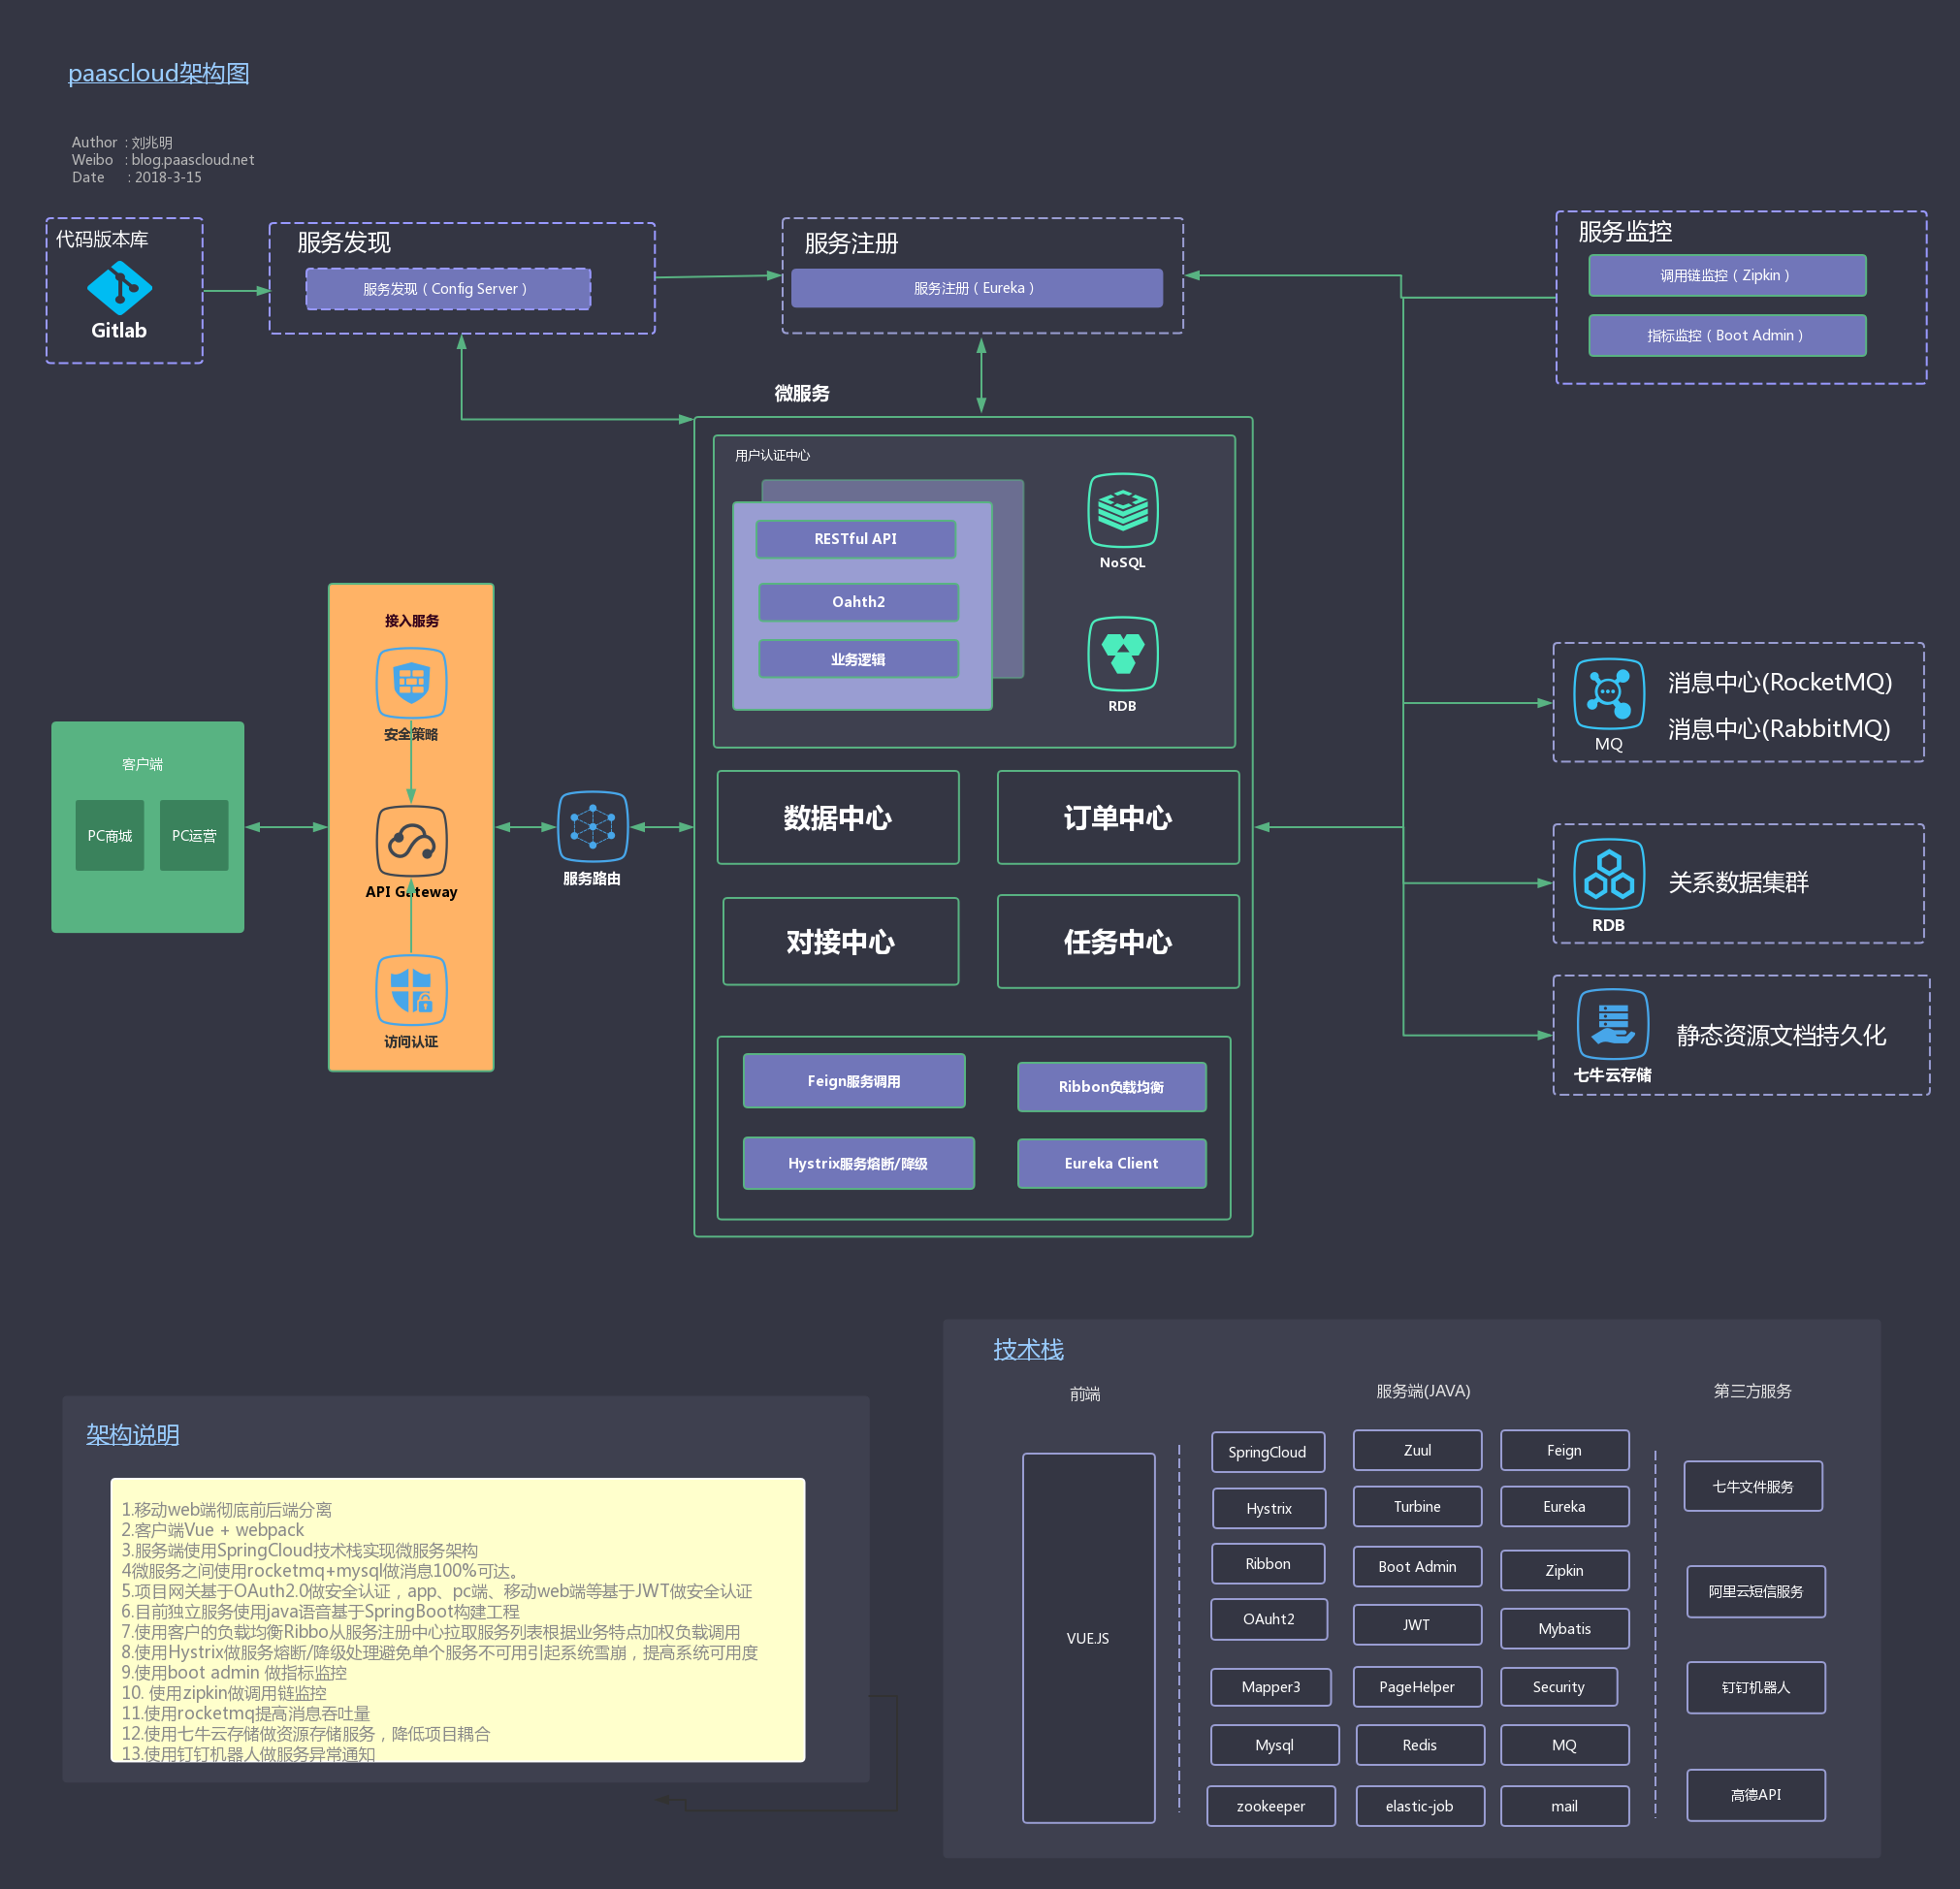 paascloud架构图
Author : 刘兆明
Weibo : blog.paascloud.net
Date : 2018-3-15
代码版本库
Gitlab
服务发现
服务发现（Config Server）
服务注册
服务注册（Eureka）
服务监控
调用链监控（Zipkin）
指标监控（Boot Admin）
微服务
用户认证中心
RESTful API
Oahth2
业务逻辑
NoSQL
RDB
接入服务
安全策略
API Gateway
访问认证
客户端
PC商城
PC运营
服务路由
数据中心
订单中心
对接中心
任务中心
Feign服务调用
Ribbon负载均衡
Hystrix服务熔断/降级
Eureka Client
消息中心(RocketMQ)
消息中心(RabbitMQ)
MQ
关系数据集群
RDB
静态资源文档持久化
七牛云存储
架构说明
1.移动web端彻底前后端分离
2.客户端Vue + webpack
3.服务端使用SpringCloud技术栈实现微服务架构
4微服务之间使用rocketmq+mysql做消息100%可达。
5.项目网关基于OAuth2.0做安全认证，app、pc端、移动web端等基于JWT做安全认证
6.目前独立服务使用java语音基于SpringBoot构建工程
7.使用客户的负载均衡Ribbo从服务注册中心拉取服务列表根据业务特点加权负载调用
8.使用Hystrix做服务熔断/降级处理避免单个服务不可用引起系统雪崩，提高系统可用度
9.使用boot admin 做指标监控
10. 使用zipkin做调用链监控
11.使用rocketmq提高消息吞吐量
12.使用七牛云存储做资源存储服务，降低项目耦合
13.使用钉钉机器人做服务异常通知
技术栈
前端
服务端(JAVA)
第三方服务
VUE.JS
SpringCloud
Zuul
Feign
Hystrix
Turbine
Eureka
Ribbon
Boot Admin
Zipkin
OAuht2
JWT
Mybatis
Mapper3
PageHelper
Security
Mysql
Redis
MQ
zookeeper
elastic-job
mail
七牛文件服务
阿里云短信服务
钉钉机器人
高德API